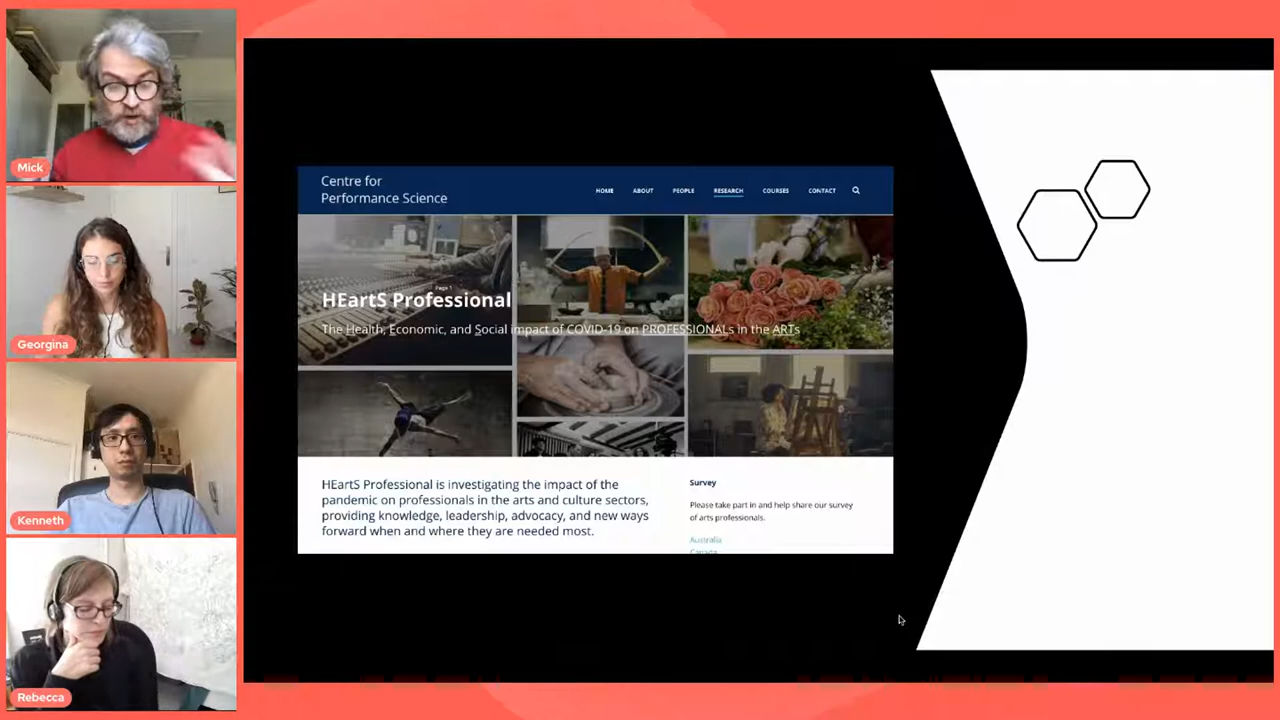 Mick
Georgina
Kenneth
Rebecca
Centre for
Performance Science
HOME ABOUT PEOPLE RESEARCH COURSES CONTACT
Page 1
HEartS Professional
The Health, Economic, and Social impact of COVID-19 on PROFESSIONALs in the ARTs
HEartS Professional is investigating the impact of the
pandemic on professionals in the arts and culture sectors,
providing knowledge, leadership, advocacy, and new ways
forward when and where they are needed most.
Survey
Please take part in and help share our survey
of arts professionals.
Australia
Canada